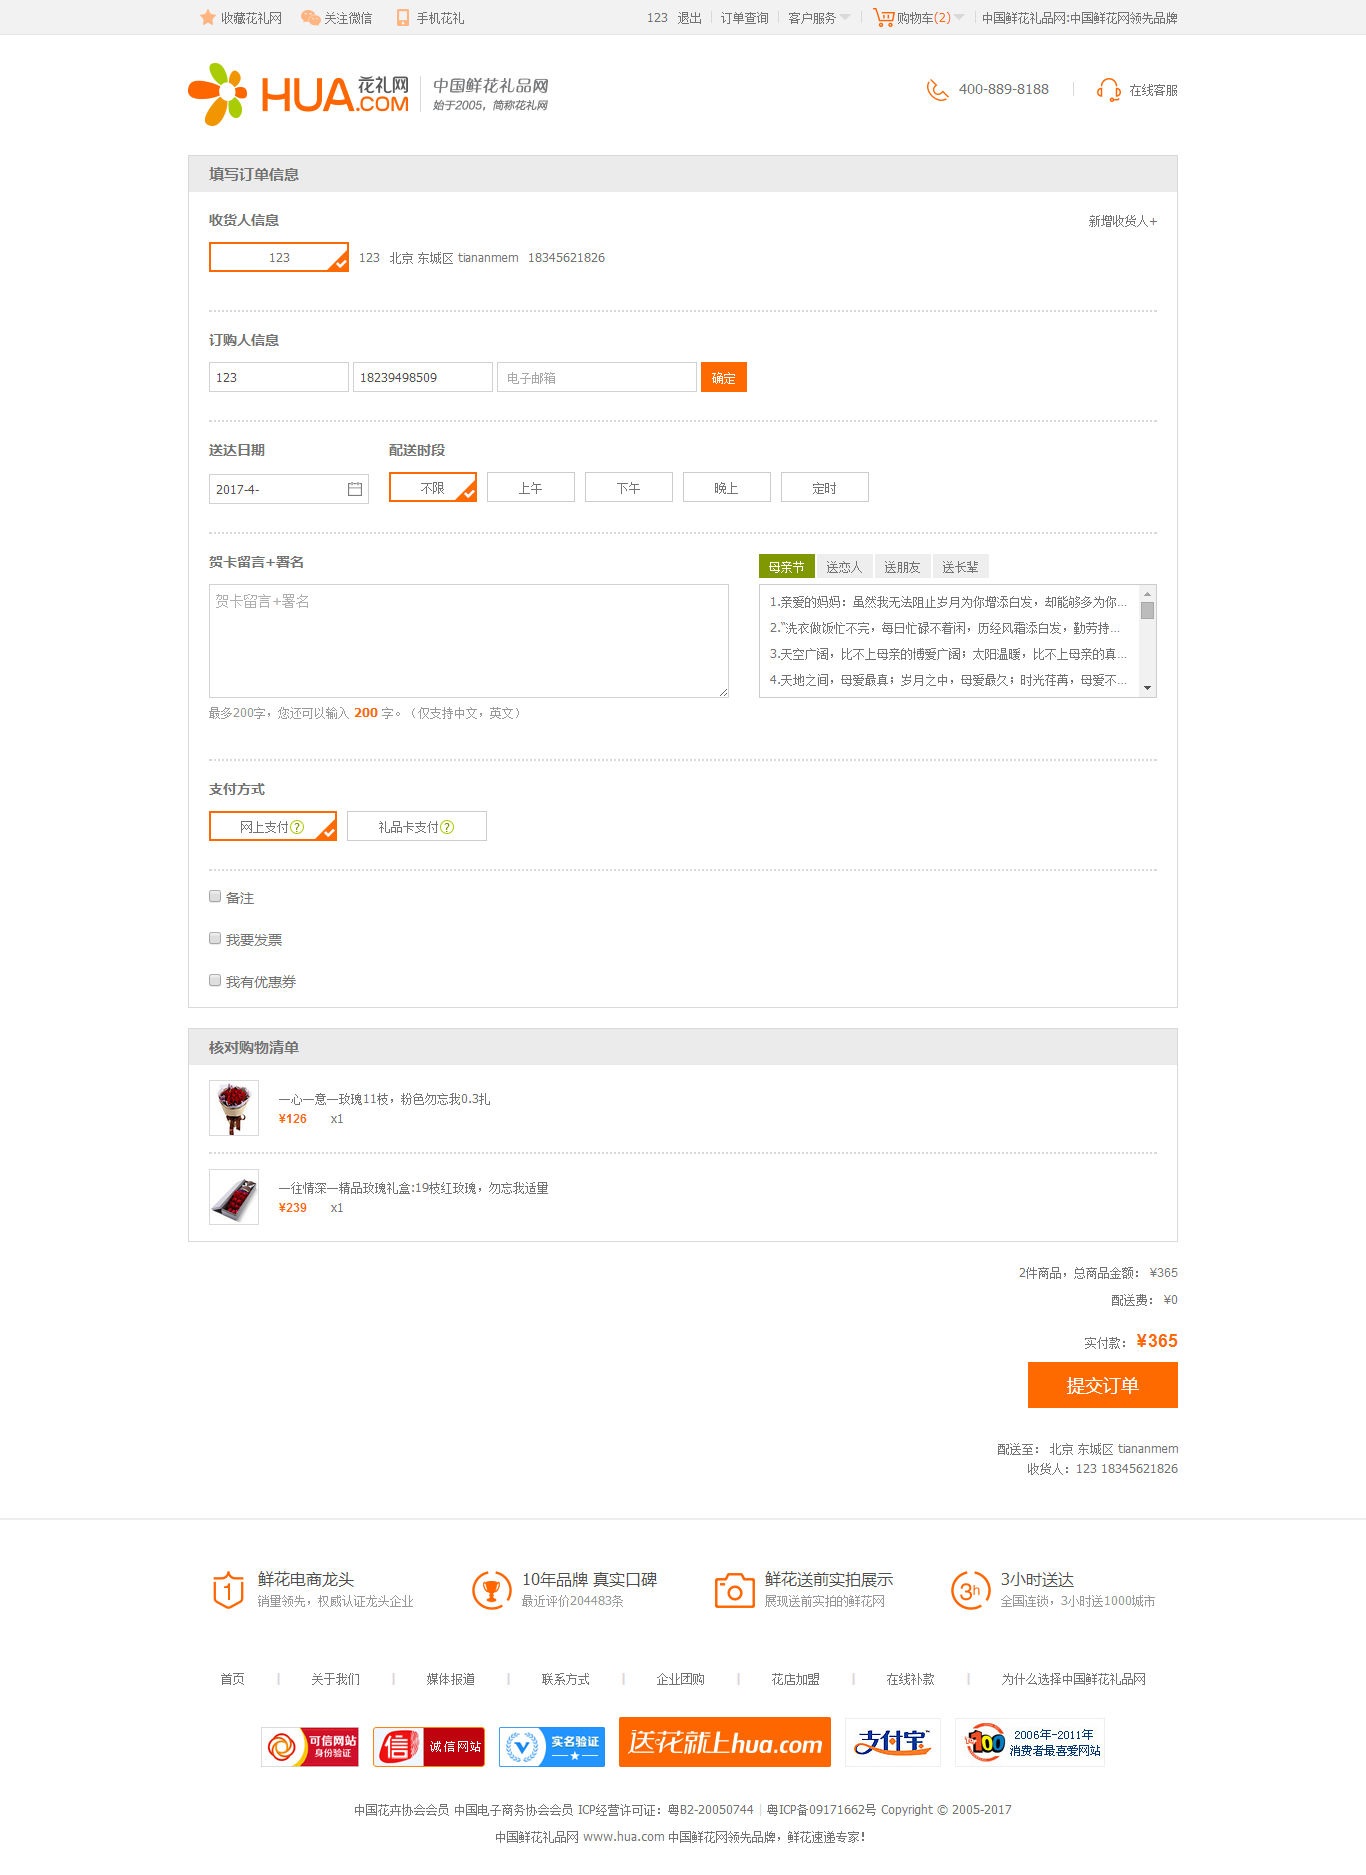 收藏花礼网 关注微信 手机花礼
123 退出 订单查询 客户服务 购物车(2) 中国鲜花礼品网:中国鲜花网领先品牌
HUA.COM 花礼网
中国鲜花礼品网
始于2005，简称花礼网
400-889-8188 在线客服
填写订单信息
收货人信息 新增收货人+
123 123 北京 东城区 tiananmem 18345621826
订购人信息
123 18239498509 电子邮箱 确定
送达日期 配送时段
2017-4- 不限 上午 下午 晚上 定时
贺卡留言+署名 母亲节 送恋人 送朋友 送长辈
贺卡留言+署名
1.亲爱的妈妈：虽然我无法阻止岁月为你增添白发，却能够多为你...
2.“洗衣做饭忙不完，每日忙碌不着闲，历经风霜添白发，勤劳持...
3.天空广阔，比不上母亲的博爱广阔；太阳温暖，比不上母亲的真...
4.天地之间，母爱最真；岁月之中，母爱最久；时光荏苒，母爱不...
最多200字，您还可以输入 200 字。（仅支持中文，英文）
支付方式
网上支付? 礼品卡支付?
备注
我要发票
我有优惠券
核对购物清单
一心一意—玫瑰11枝，粉色勿忘我0.3扎
¥126 x1
一往情深—精品玫瑰礼盒:19枝红玫瑰，勿忘我适量
¥239 x1
2件商品，总商品金额： ¥365
配送费： ¥0
实付款： ¥365
提交订单
配送至： 北京 东城区 tiananmem
收货人：123 18345621826
1 鲜花电商龙头 10年品牌 真实口碑 鲜花送前实拍展示 3h 3小时送达
销量领先，权威认证龙头企业 最近评价204483条 展现送前实拍的鲜花网 全国连锁，3小时送1000城市
首页 关于我们 媒体报道 联系方式 企业团购 花店加盟 在线补款 为什么选择中国鲜花礼品网
可信网站 身份验证 信 诚信网站 实名验证 送花就上hua.com 支付宝 100 2006年-2011年 消费者最喜爱网站
中国花卉协会会员 中国电子商务协会会员 ICP经营许可证：粤B2-20050744 | 粤ICP备09171662号 Copyright © 2005-2017
中国鲜花礼品网 www.hua.com 中国鲜花网领先品牌，鲜花速递专家！